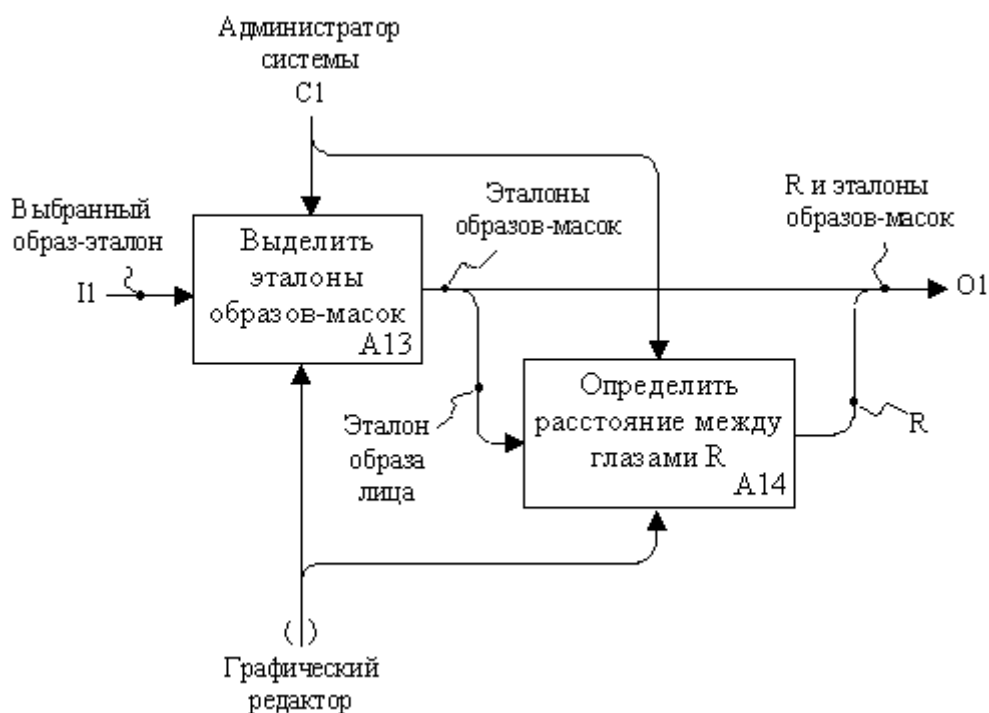 Администратор
системы
C1
Выбранный
образ-эталон
I1
Выделить
эталоны
образов-масок
A13
Эталоны
образов-масок
R и эталоны
образов-масок
O1
Эталон
образа
лица
Определить
расстояние между
глазами R
A14
R
( )
Графический
редактор